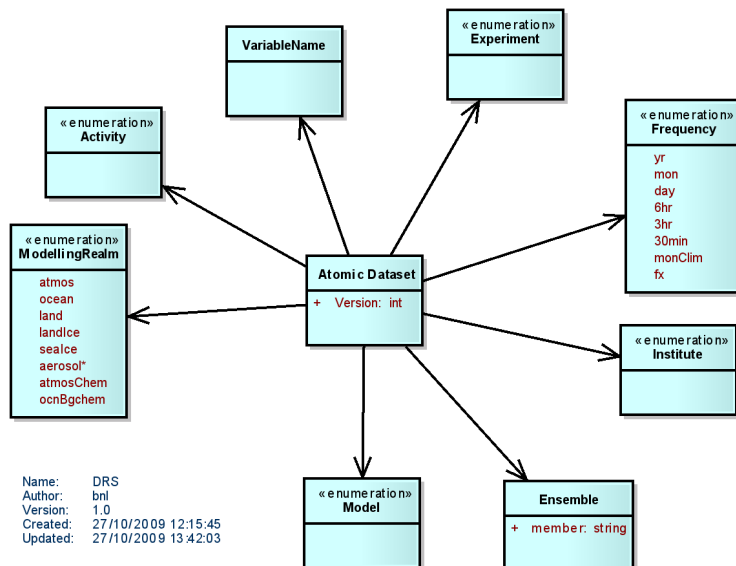 «enumeration»
Experiment
VariableName
«enumeration»
Activity
«enumeration»
Frequency
yr
mon
day
6hr
3hr
30min
monClim
fx
«enumeration»
ModellingRealm
atmos
ocean
land
landIce
seaIce
aerosol*
atmosChem
ocnBgchem
Atomic Dataset
+ Version: int
«enumeration»
Institute
«enumeration»
Model
Ensemble
+ member: string
Name: DRS
Author: bnl
Version: 1.0
Created: 27/10/2009 12:15:45
Updated: 27/10/2009 13:42:03